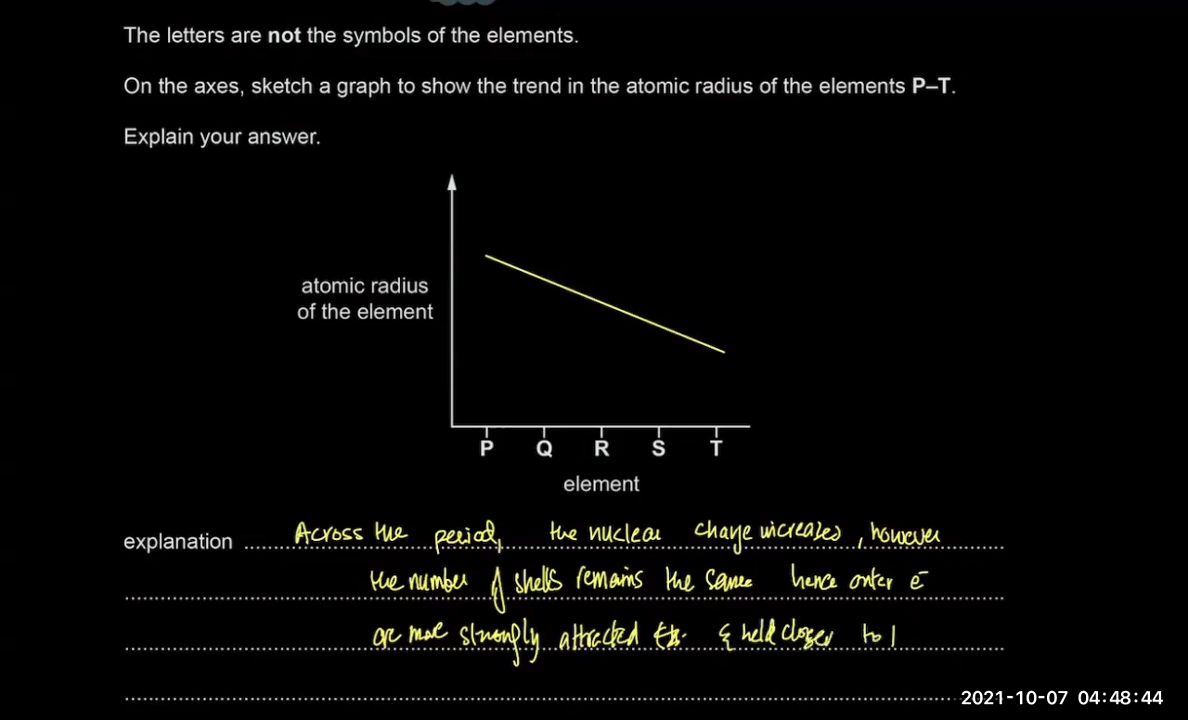 The letters are not the symbols of the elements.
On the axes, sketch a graph to show the trend in the atomic radius of the elements P–T.
Explain your answer.
atomic radius
of the element
P Q R S T
element
explanation Across the period, the nuclear charge increases, however
the number of shells remains the same hence outer e⁻
are more strongly attracted & held closer to
2021-10-07 04:48:44